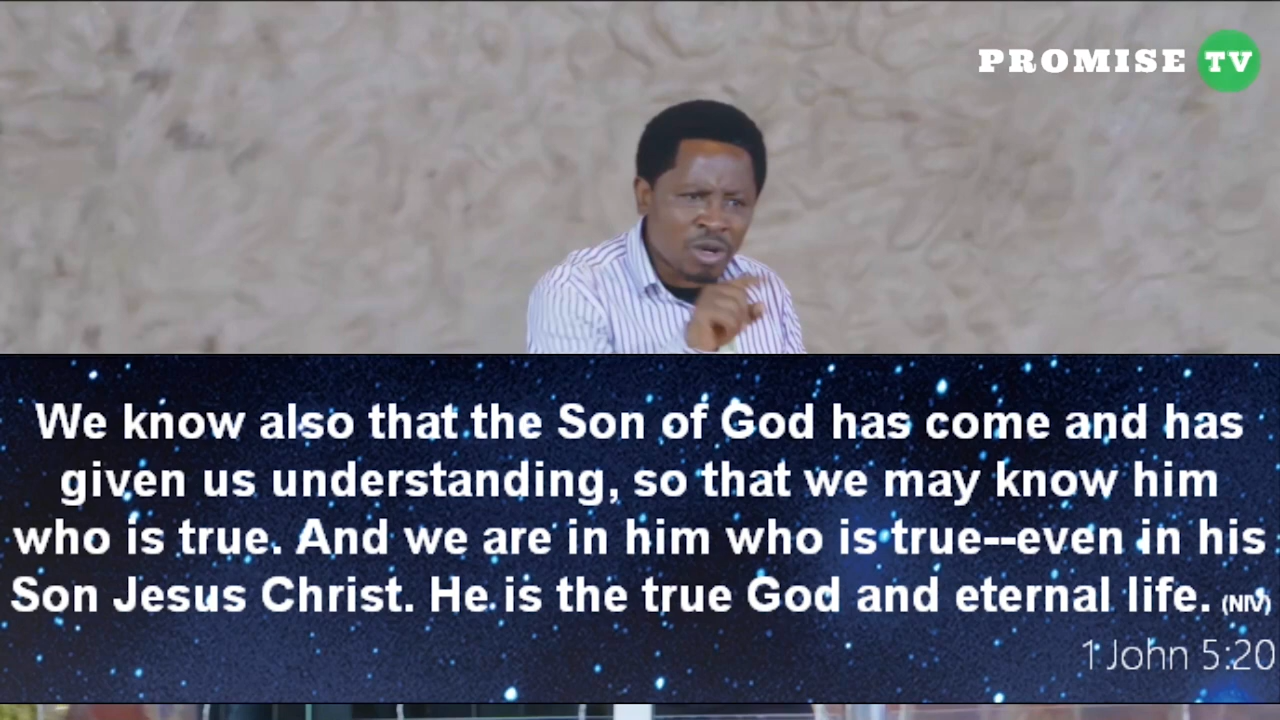 PROMISE TV
We know also that the Son of God has come and has
given us understanding, so that we may know him
who is true. And we are in him who is true--even in his
Son Jesus Christ. He is the true God and eternal life. (NIV)
1 John 5:20